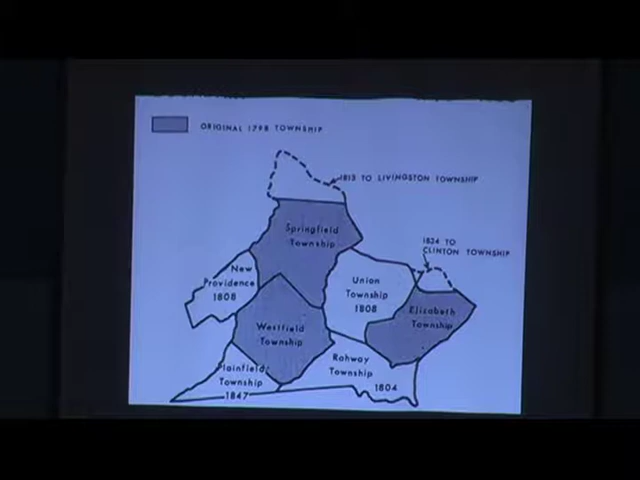 ORIGINAL 1798 TOWNSHIP
1813 TO LIVINGSTON TOWNSHIP
Springfield
Township
1834 TO
CLINTON TOWNSHIP
New
Providence
1808
Union
Township
1808
Elizabeth
Township
Westfield
Township
Rahway
Township
1804
Plainfield
Township
1847